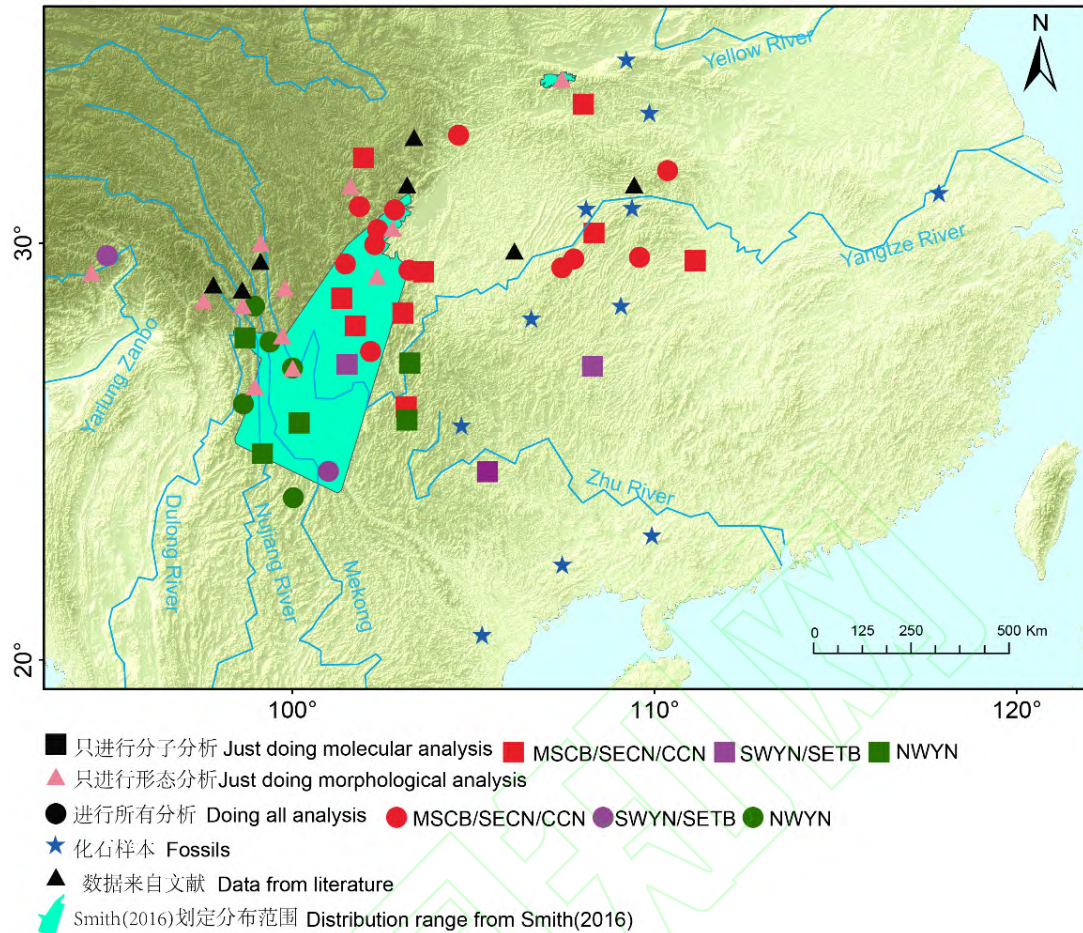 N
Yellow River
30°
Yangtze River
Yarlung Zanbo
Zhu River
Dulong River
Nujiang River
Mekong
0 125 250 500 Km
20°
100° 110° 120°
只进行分子分析 Just doing molecular analysis MSCB/SECN/CCN SWYN/SETB NWYN
只进行形态分析Just doing morphological analysis
进行所有分析 Doing all analysis MSCB/SECN/CCN SWYN/SETB NWYN
化石样本 Fossils
数据来自文献 Data from literature
Smith(2016)划定分布范围 Distribution range from Smith(2016)